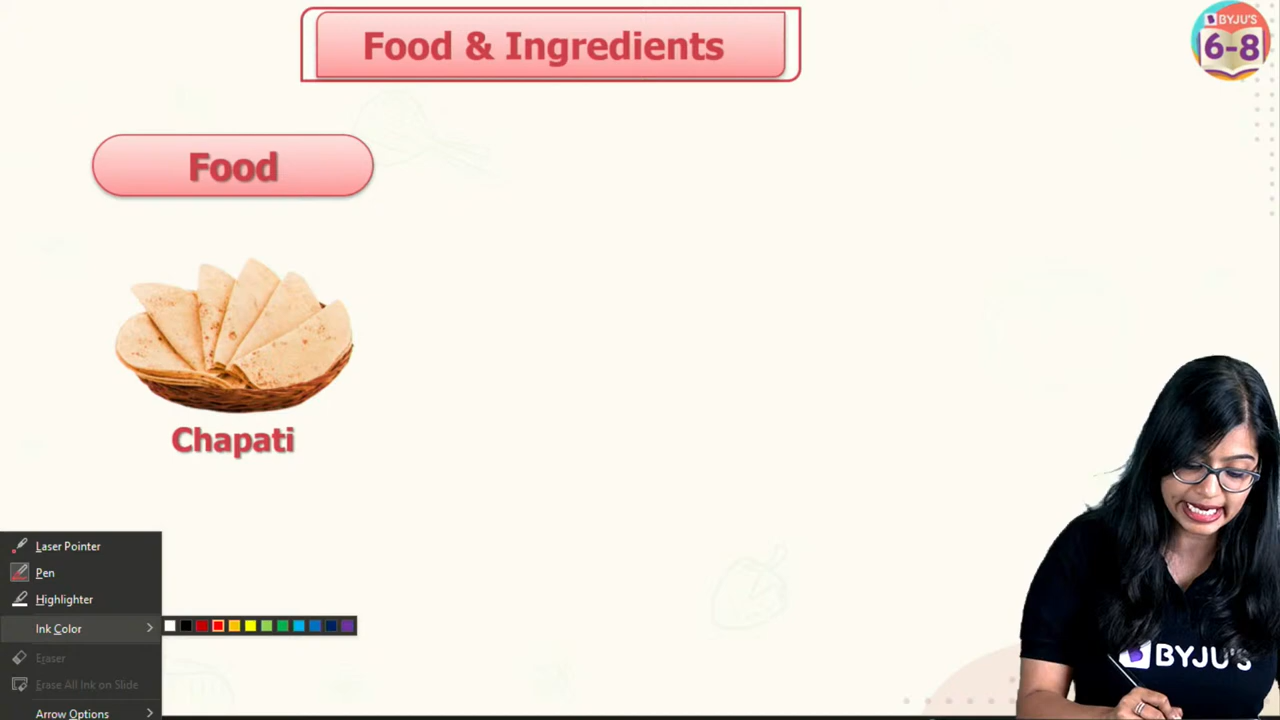 Food & Ingredients
BYJU'S
6-8
Food
Chapati
Laser Pointer
Pen
Highlighter
Ink Color
Eraser
Erase All Ink on Slide
Arrow Options
BYJU'S